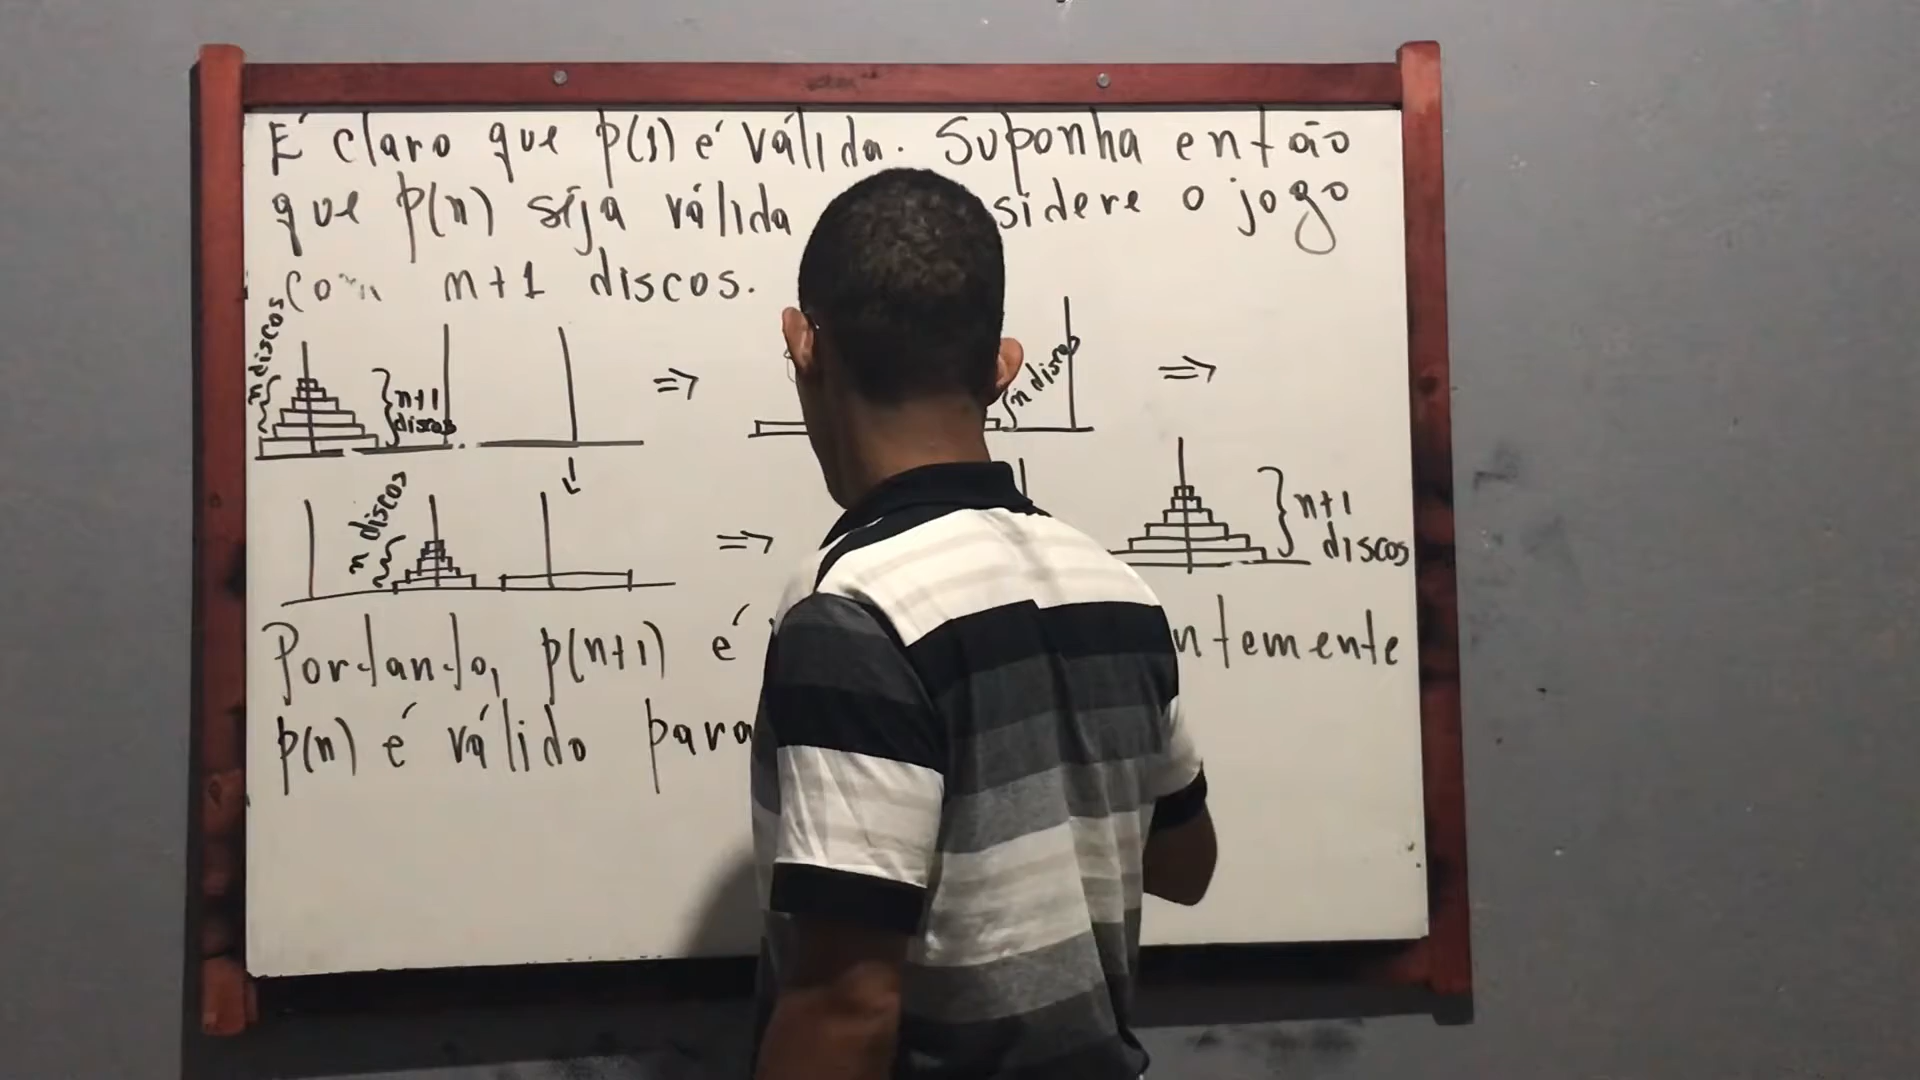 É claro que p(1) é válida. Suponha então
que p(n) seja válida sidere o jogo
com n+1 discos.
n discos
n+1
discos
⇒
n discos
⇒
↓
n discos
⇒
n+1
discos
Portanto, p(n+1) é ntemente
p(n) é válido para